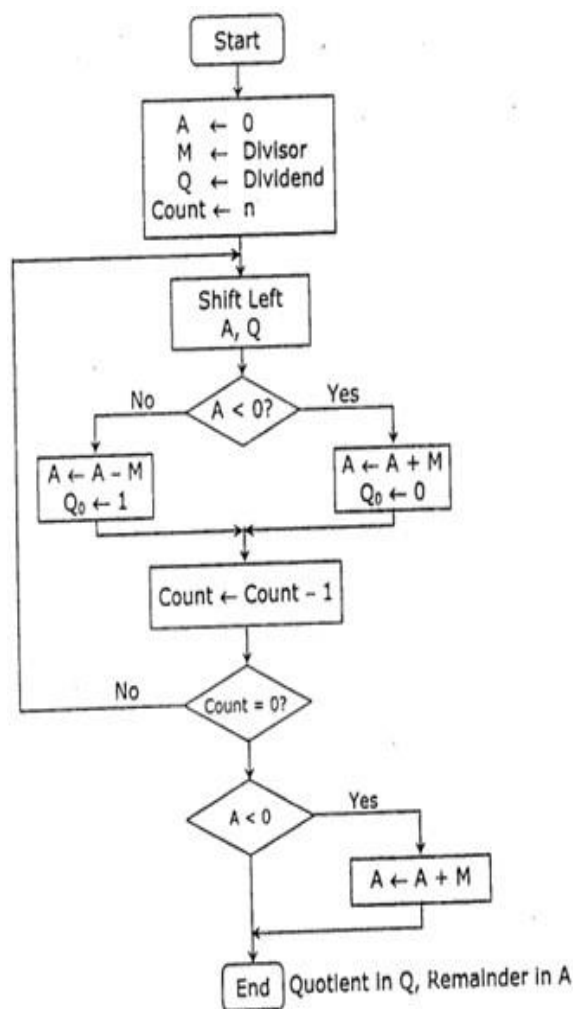 Start
A ← 0
M ← Divisor
Q ← Dividend
Count ← n
Shift Left
A, Q
No
A < 0?
Yes
A ← A – M
Q₀ ← 1
A ← A + M
Q₀ ← 0
Count ← Count – 1
No
Count = 0?
A < 0
Yes
A ← A + M
End
Quotient in Q, Remainder in A